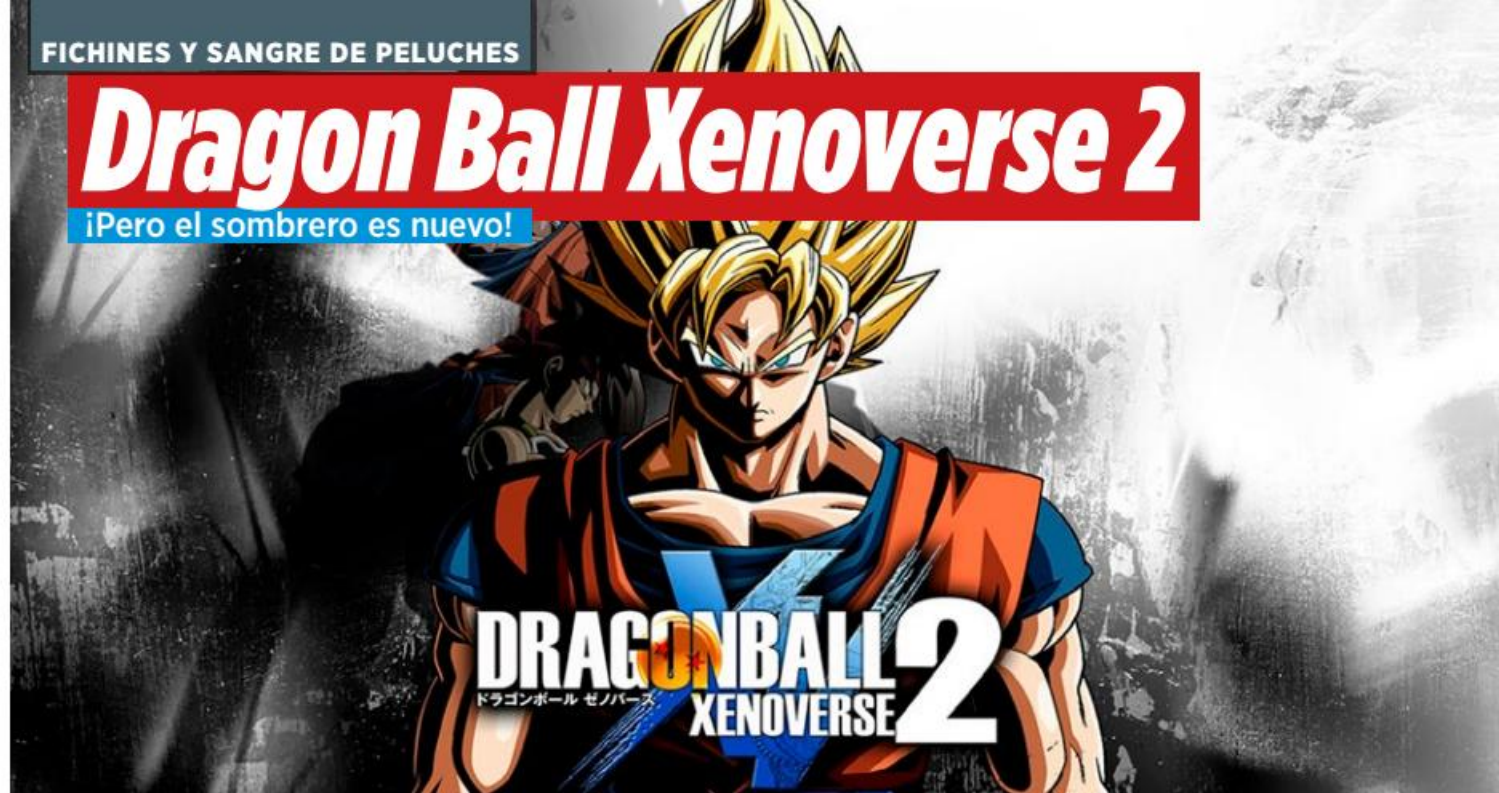 FICHINES Y SANGRE DE PELUCHES
Dragon Ball Xenoverse 2
¡Pero el sombrero es nuevo!
DRAGONBALL
ドラゴンボール ゼノバース
XENOVERSE 2